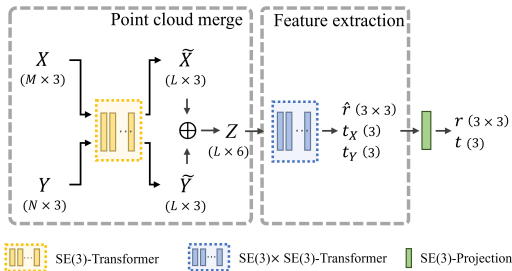 Point cloud merge
Feature extraction
X
(M × 3)
X̃
(L × 3)
...
⊕
Z
(L × 6)
Y
(N × 3)
Ỹ
(L × 3)
...
r̂ (3 × 3)
t_X (3)
t_Y (3)
r (3 × 3)
t (3)
... SE(3)-Transformer
... SE(3)× SE(3)-Transformer
SE(3)-Projection